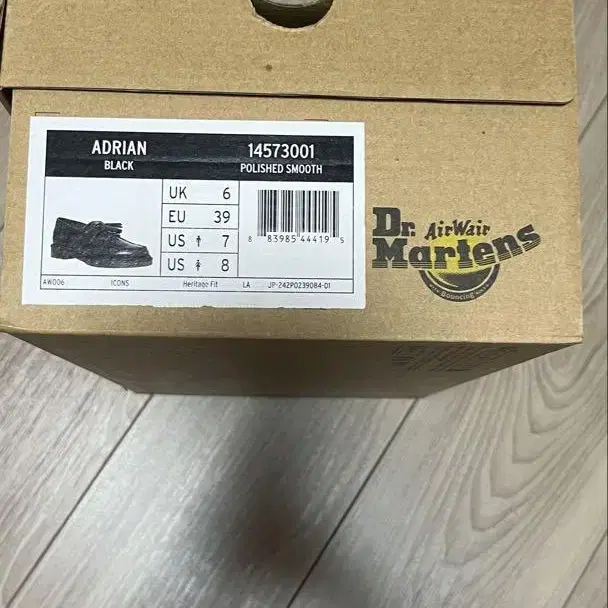 ADRIAN
BLACK
14573001
POLISHED SMOOTH
UK 6
EU 39
US 7
US 8
8 83985 44419 5
AW006 ICONS Heritage Fit LA JP-242P0239084-01
Dr. AirWair
Martens
Bouncing